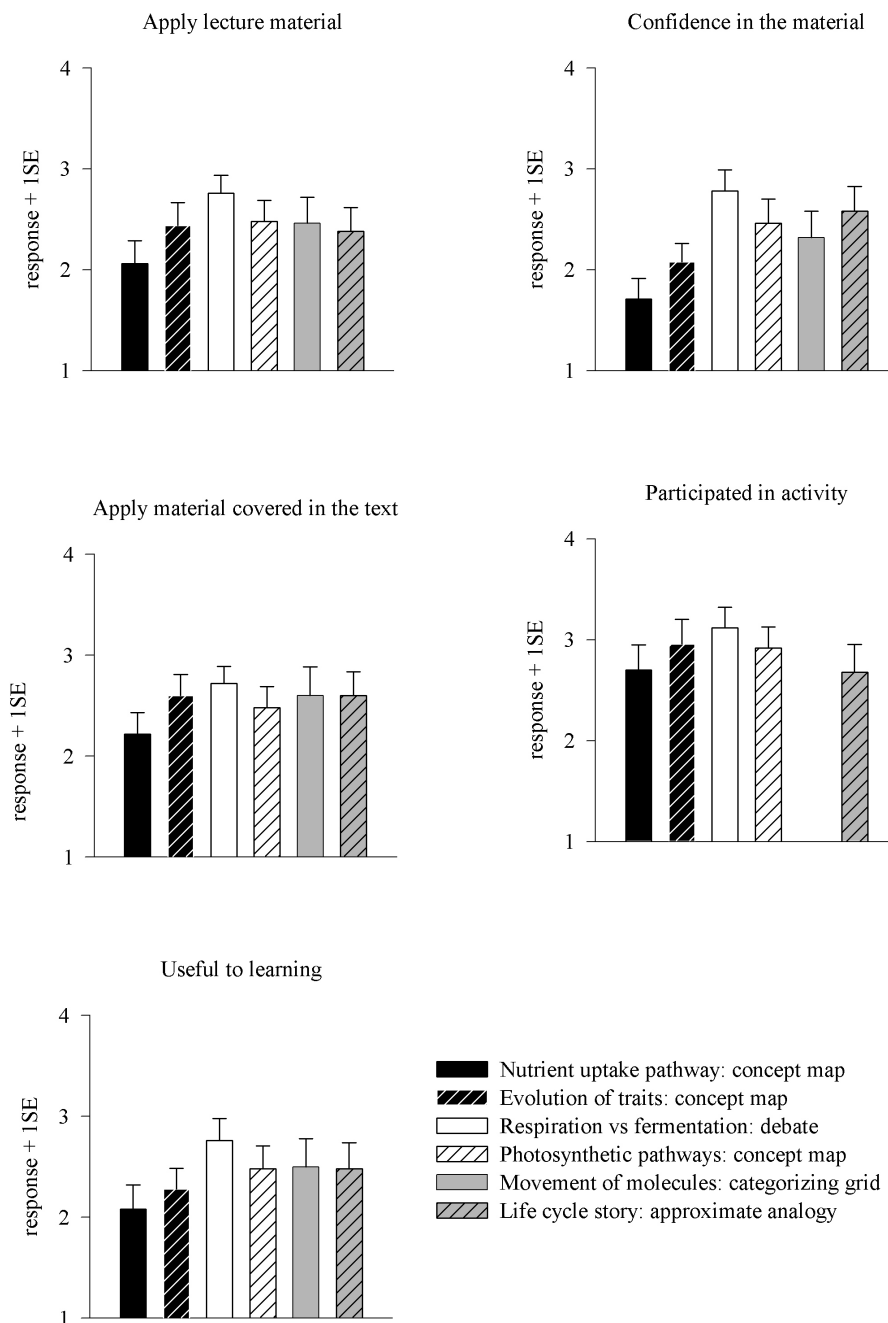 Apply lecture material
4
3
2
1
response + 1SE
Confidence in the material
4
3
2
1
response + 1SE
Apply material covered in the text
4
3
2
1
response + 1SE
Participated in activity
4
3
2
1
response + 1SE
Useful to learning
4
3
2
1
response + 1SE
Nutrient uptake pathway: concept map
Evolution of traits: concept map
Respiration vs fermentation: debate
Photosynthetic pathways: concept map
Movement of molecules: categorizing grid
Life cycle story: approximate analogy